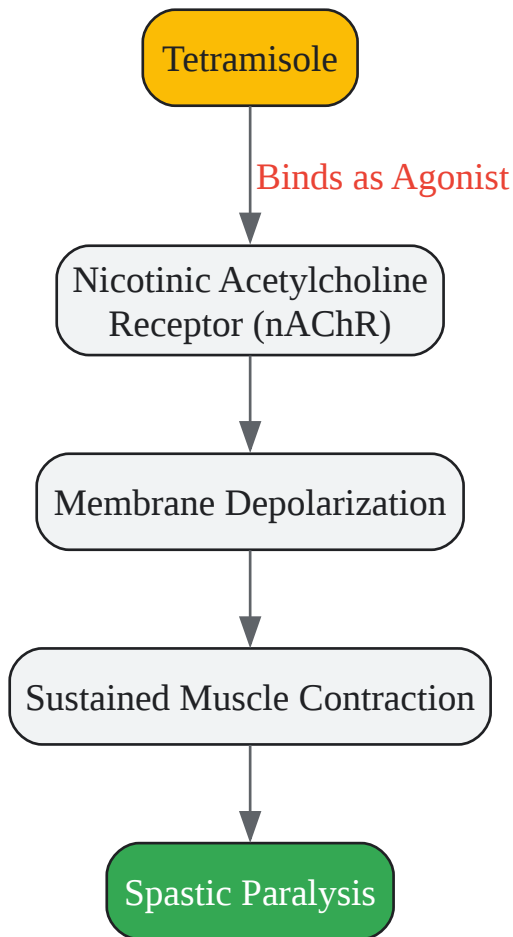 Tetramisole
Binds as Agonist
Nicotinic Acetylcholine
Receptor (nAChR)
Membrane Depolarization
Sustained Muscle Contraction
Spastic Paralysis